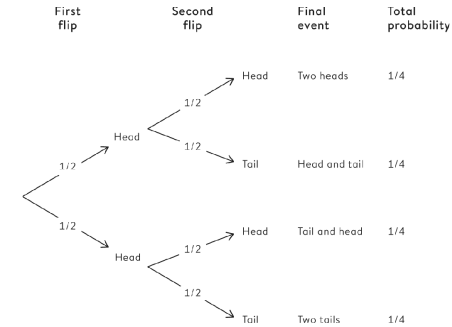 First Second Final Total
flip flip event probability
Head Two heads 1/4
1/2
Head
1/2
1/2 Tail Head and tail 1/4
1/2
Head Tail and head 1/4
1/2
Head
1/2
Tail Two tails 1/4